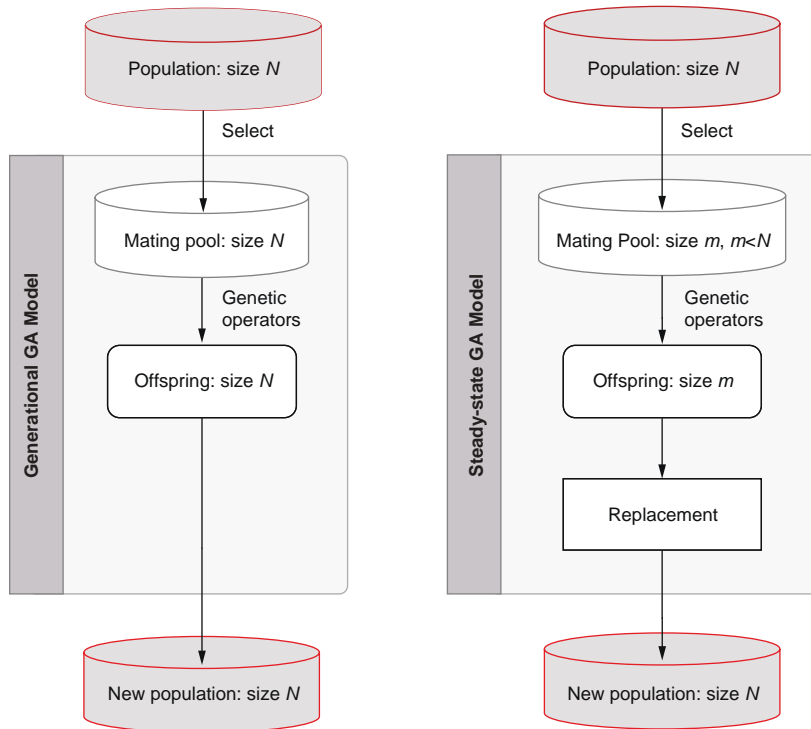 Population: size N
Select
Generational GA Model
Mating pool: size N
Genetic
operators
Offspring: size N
New population: size N
Population: size N
Select
Steady-state GA Model
Mating Pool: size m, m<N
Genetic
operators
Offspring: size m
Replacement
New population: size N